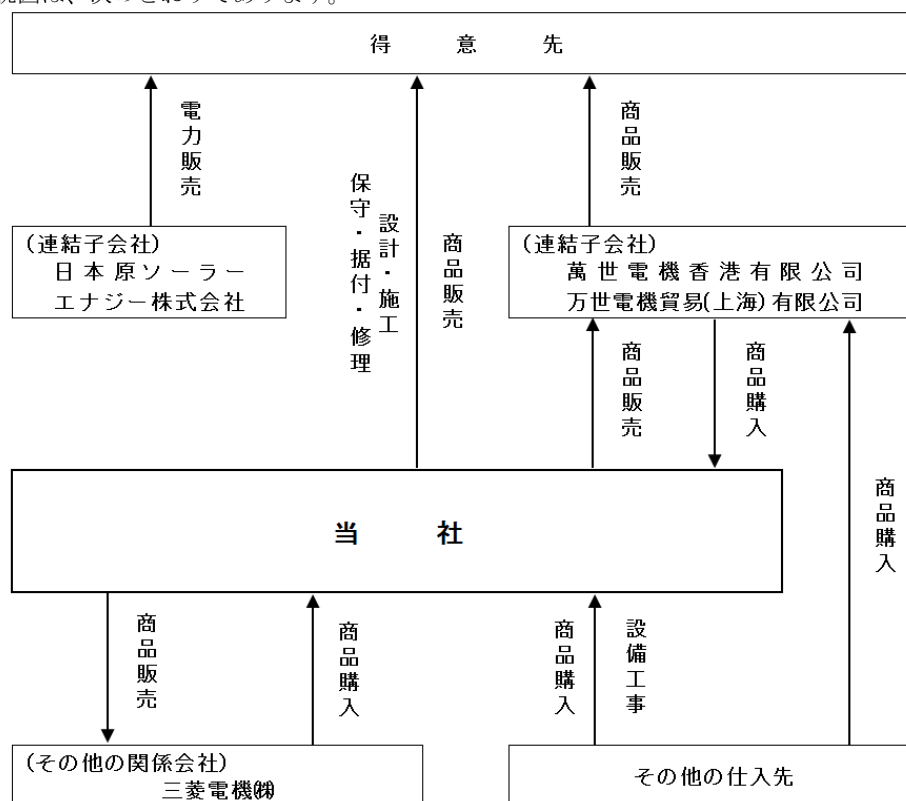 得意先
電力販売
商品販売
保守・据付・修理
設計・施工
商品販売
(連結子会社)
日本原ソーラー
エナジー株式会社
(連結子会社)
萬世電機香港有限公司
万世電機貿易(上海)有限公司
商品販売
商品購入
商品購入
当社
商品販売
商品購入
商品購入
設備工事
(その他の関係会社)
三菱電機㈱
その他の仕入先